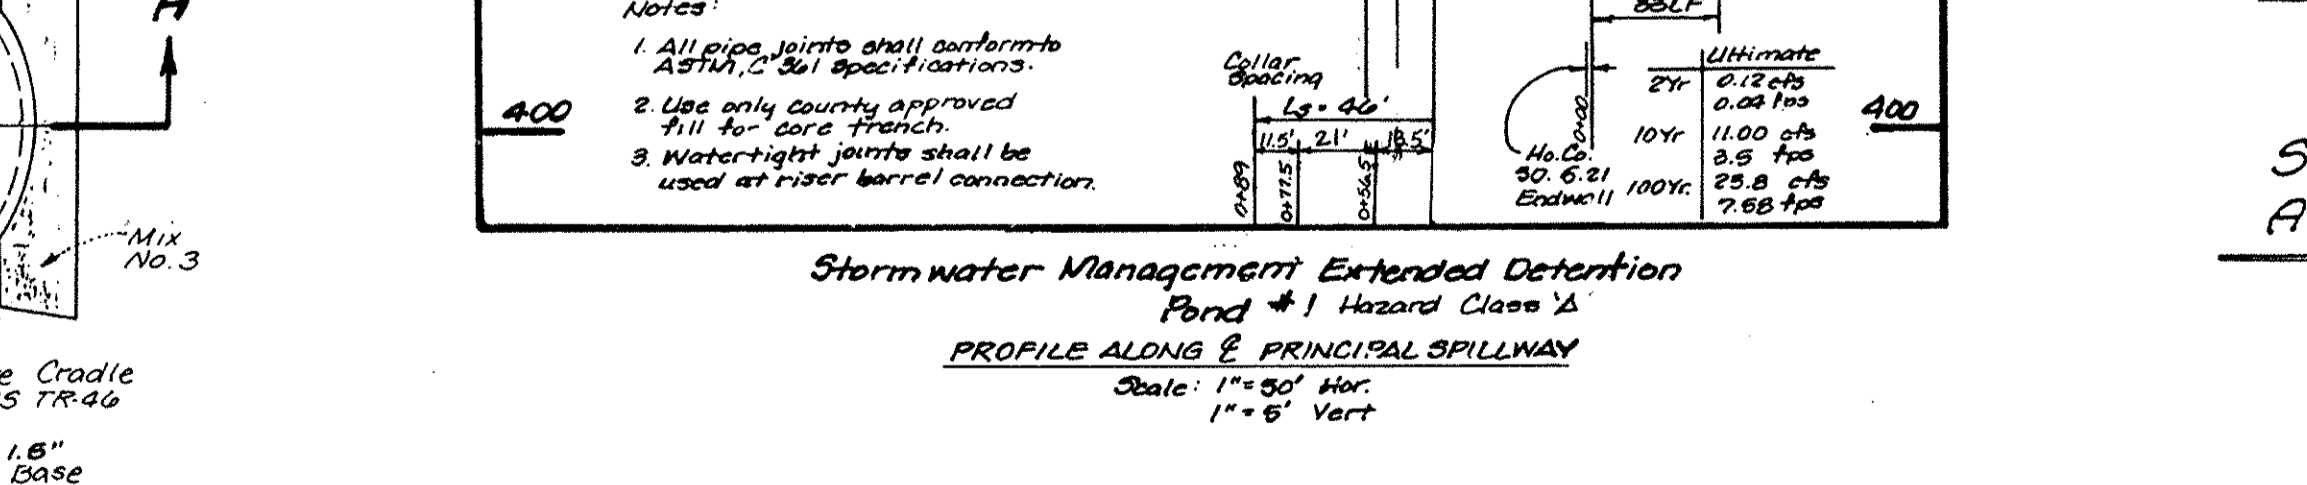 H
Mix
No. 3
Cradle
TR-46
1.5"
Base
Notes:
1. All pipe joints shall conform to
ASTM, C-361 specifications.
2. Use only county approved
fill for core trench.
3. Watertight joints shall be
used at riser barrel connection.
400
Collar
Spacing
Ls = 46'
11.5' 21' 13.5'
0+89
0+77.5
0+56.5
0+00
Ho.Co.
SD. 5.21
Endwall
Ultimate
2Yr 0.12 cfs
0.04 fps
10Yr 11.00 cfs
3.5 fps
100Yr. 23.8 cfs
7.58 fps
400
Stormwater Management Extended Detention
Pond #1 Hazard Class 'A'
PROFILE ALONG ℄ PRINCIPAL SPILLWAY
Scale: 1"=50' Hor.
1"=5' Vert
S
A